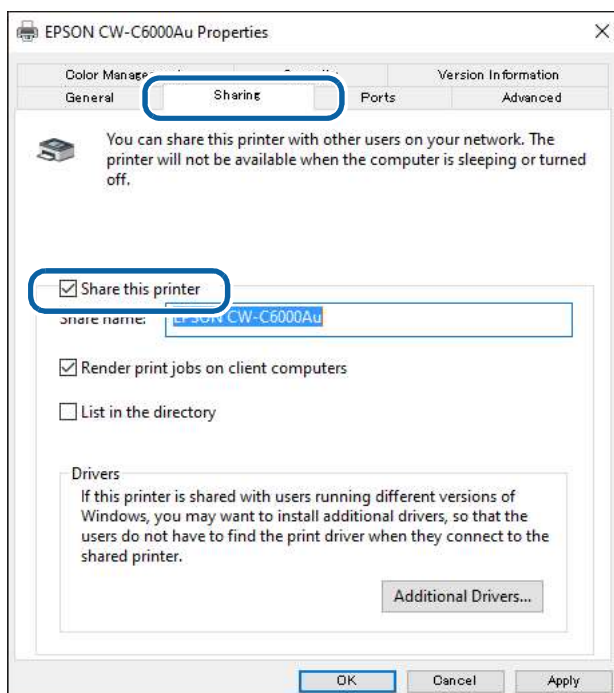 EPSON CW-C6000Au Properties
Color Manage
Version Information
General
Sharing
Ports
Advanced
You can share this printer with other users on your network. The
printer will not be available when the computer is sleeping or turned
off.
Share this printer
Share name:
EPSON CW-C6000Au
Render print jobs on client computers
List in the directory
Drivers
If this printer is shared with users running different versions of
Windows, you may want to install additional drivers, so that the
users do not have to find the print driver when they connect to the
shared printer.
Additional Drivers...
OK
Cancel
Apply